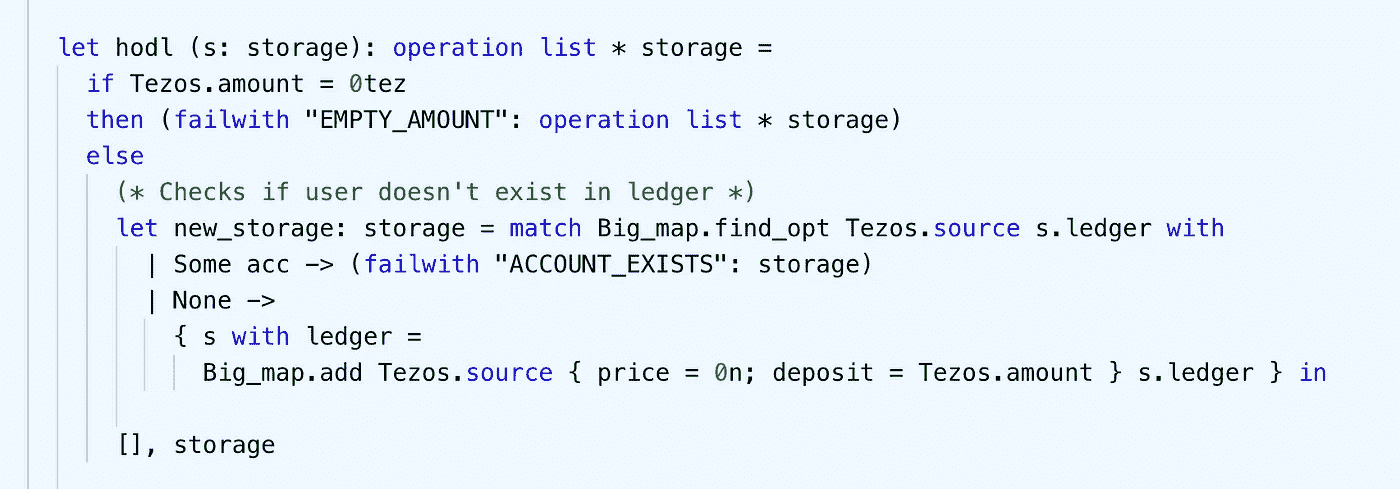 let hodl (s: storage): operation list * storage =
if Tezos.amount = 0tez
then (failwith "EMPTY_AMOUNT": operation list * storage)
else
(* Checks if user doesn't exist in ledger *)
let new_storage: storage = match Big_map.find_opt Tezos.source s.ledger with
| Some acc -> (failwith "ACCOUNT_EXISTS": storage)
| None ->
{ s with ledger =
Big_map.add Tezos.source { price = 0n; deposit = Tezos.amount } s.ledger } in
[], storage